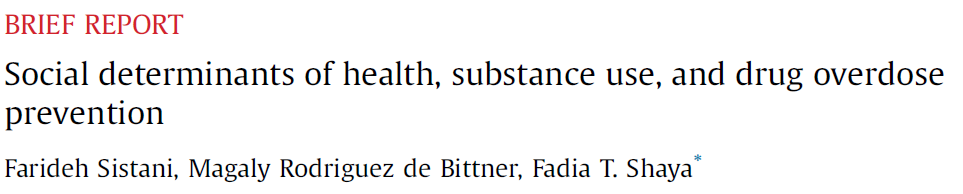 BRIEF REPORT
Social determinants of health, substance use, and drug overdose
prevention
Farideh Sistani, Magaly Rodriguez de Bittner, Fadia T. Shaya*